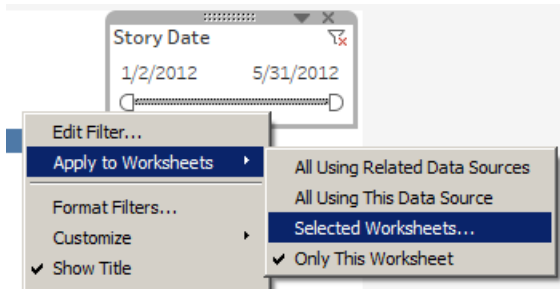 Story Date
1/2/2012 5/31/2012
Edit Filter...
Apply to Worksheets
All Using Related Data Sources
All Using This Data Source
Selected Worksheets...
Only This Worksheet
Format Filters...
Customize
Show Title